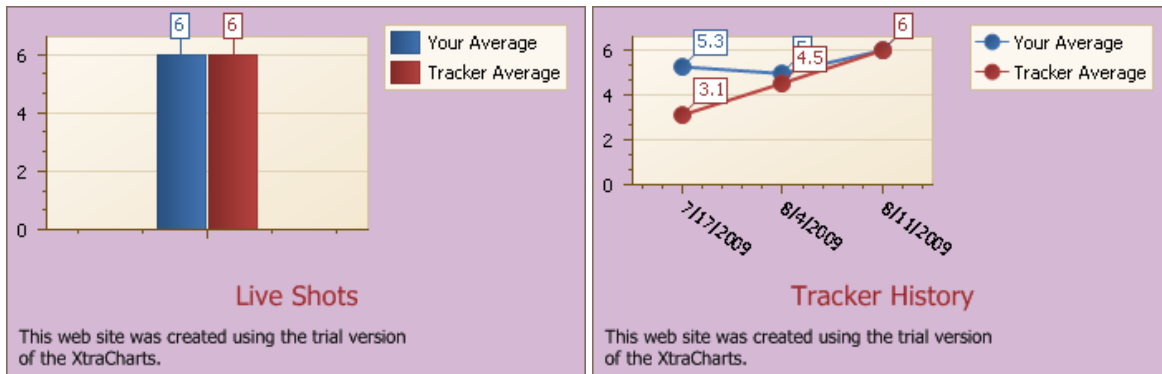 6 6
6
4
2
0
Your Average
Tracker Average
Live Shots
This web site was created using the trial version
of the XtraCharts.
6
4
2
0
5.3
5
6
3.1
4.5
7/17/2009
8/4/2009
8/11/2009
Your Average
Tracker Average
Tracker History
This web site was created using the trial version
of the XtraCharts.